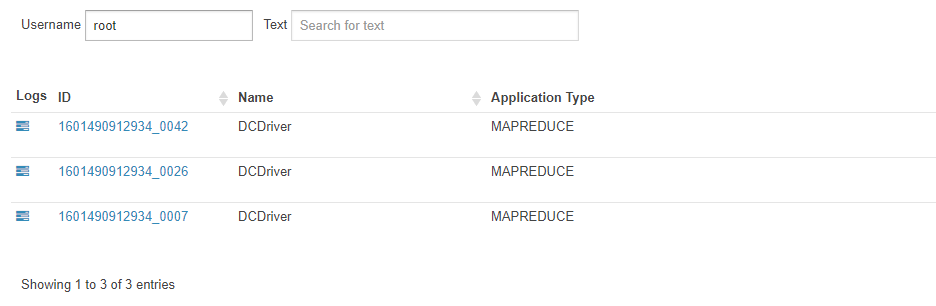 Username root Text Search for text
Logs ID Name Application Type
1601490912934_0042 DCDriver MAPREDUCE
1601490912934_0026 DCDriver MAPREDUCE
1601490912934_0007 DCDriver MAPREDUCE
Showing 1 to 3 of 3 entries